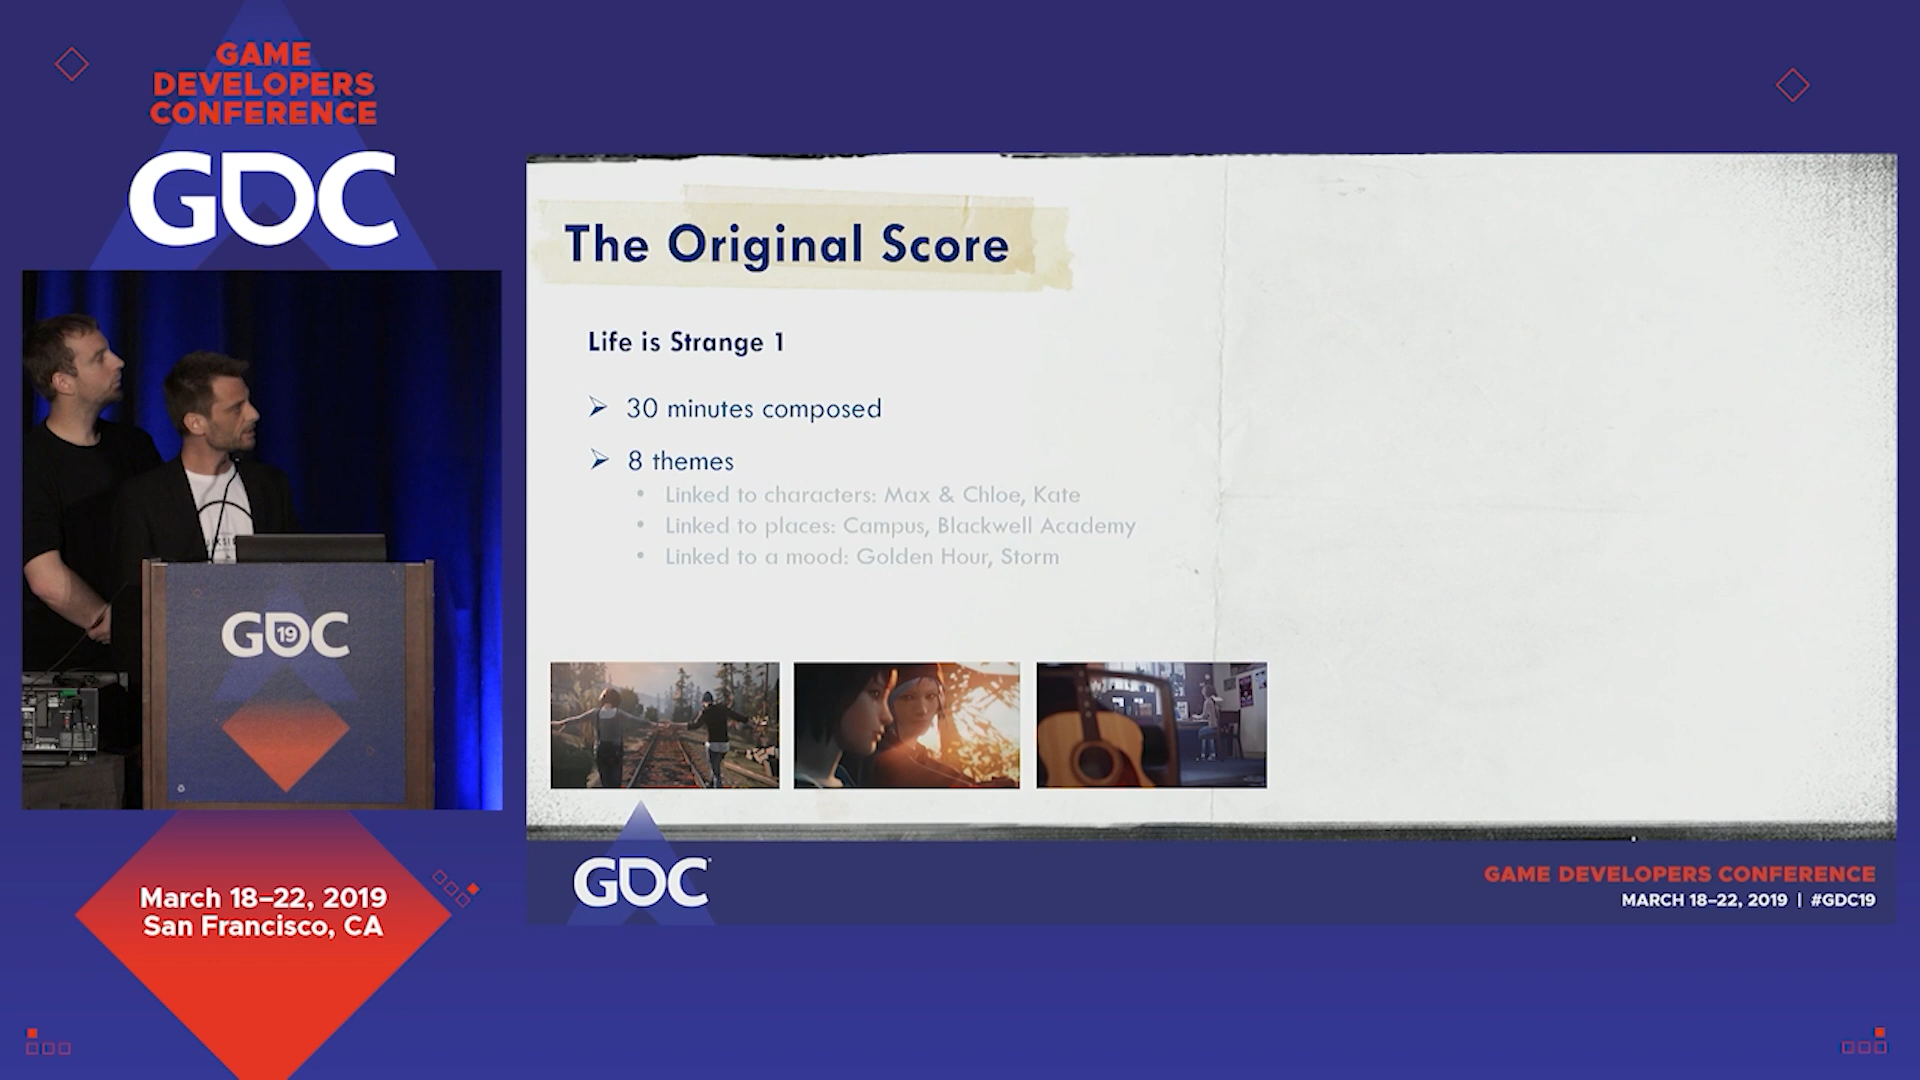 GAME
DEVELOPERS
CONFERENCE
GDC
The Original Score
Life is Strange 1
30 minutes composed
8 themes
Linked to characters: Max & Chloe, Kate
Linked to places: Campus, Blackwell Academy
Linked to a mood: Golden Hour, Storm
GDC
19
March 18–22, 2019
San Francisco, CA
GDC
GAME DEVELOPERS CONFERENCE
MARCH 18–22, 2019 | #GDC19